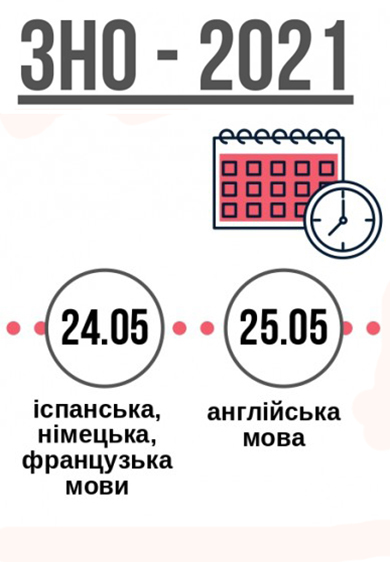 ЗНО - 2021
24.05
25.05
іспанська,
німецька,
французька
мови
англійська
мова